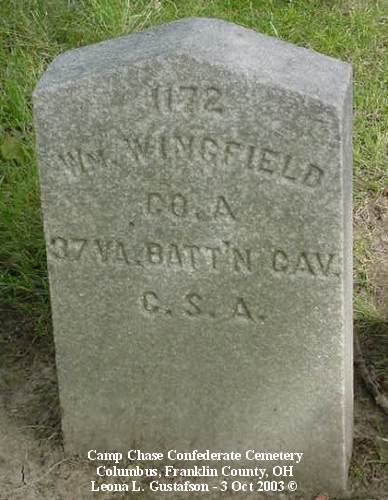 1172
WM. WINGFIELD
CO. A
37 VA. BATT'N CAV.
C. S. A.
Camp Chase Confederate Cemetery
Columbus, Franklin County, OH
Leona L. Gustafson - 3 Oct 2003 ©